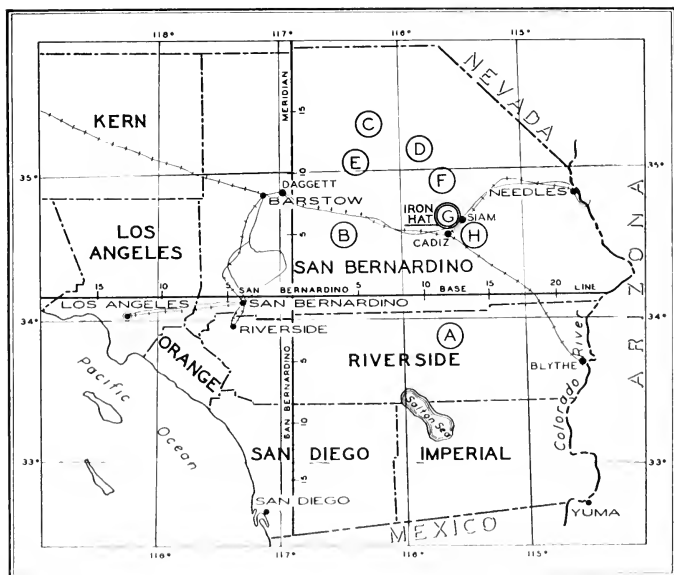 118° 117° 116° 115°
NEVADA
MERIDIAN
15
KERN
C
D
E
10
35° 35°
F
DAGGETT
BARSTOW
NEEDLES
IRON HAT
G
SIAM
LOS ANGELES
5
B
H
CADIZ
SAN BERNARDINO
ARIZONA
SAN BERNARDINO BASE LINE
5 10 15
LOS ANGELES
SAN BERNARDINO
34° 34°
RIVERSIDE
A
RIVERSIDE
ORANGE
5
BLYTHE
Colorado River
Pacific Ocean
SAN BERNARDINO
Salton Sea
10
SAN DIEGO
IMPERIAL
33° 33°
15
SAN DIEGO
YUMA
MEXICO
118° 117° 116° 115°